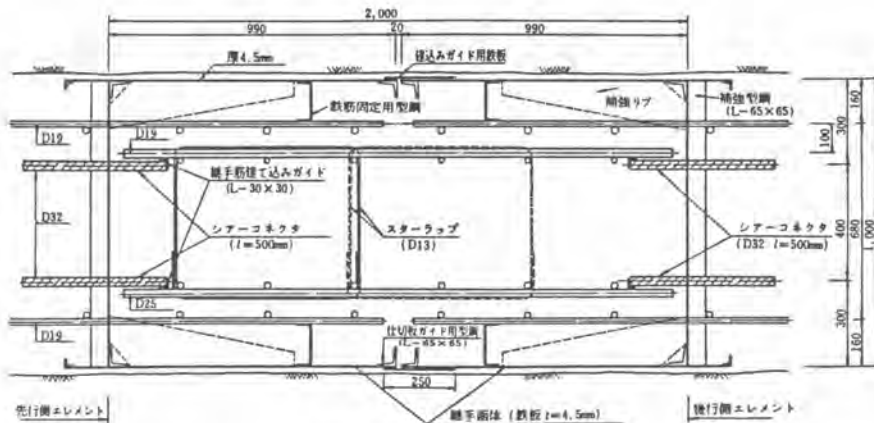 2,000
990
20
990
厚4.5mm
建込みガイド用鉄板
鉄筋固定用型鋼
補強リブ
補強型鋼
(L-65×65)
160
300
100
D19
D19
継手筋建て込みガイド
(L-30×30)
D32
シアーコネクタ
(l=500mm)
スターラップ
(D13)
シアーコネクタ
(D32 l=500mm)
400
680
1,000
D25
D19
仕切板ガイド用型鋼
(L-65×65)
300
160
250
先行側エレメント
継手函体 (鉄板 t=4.5mm)
後行側エレメント